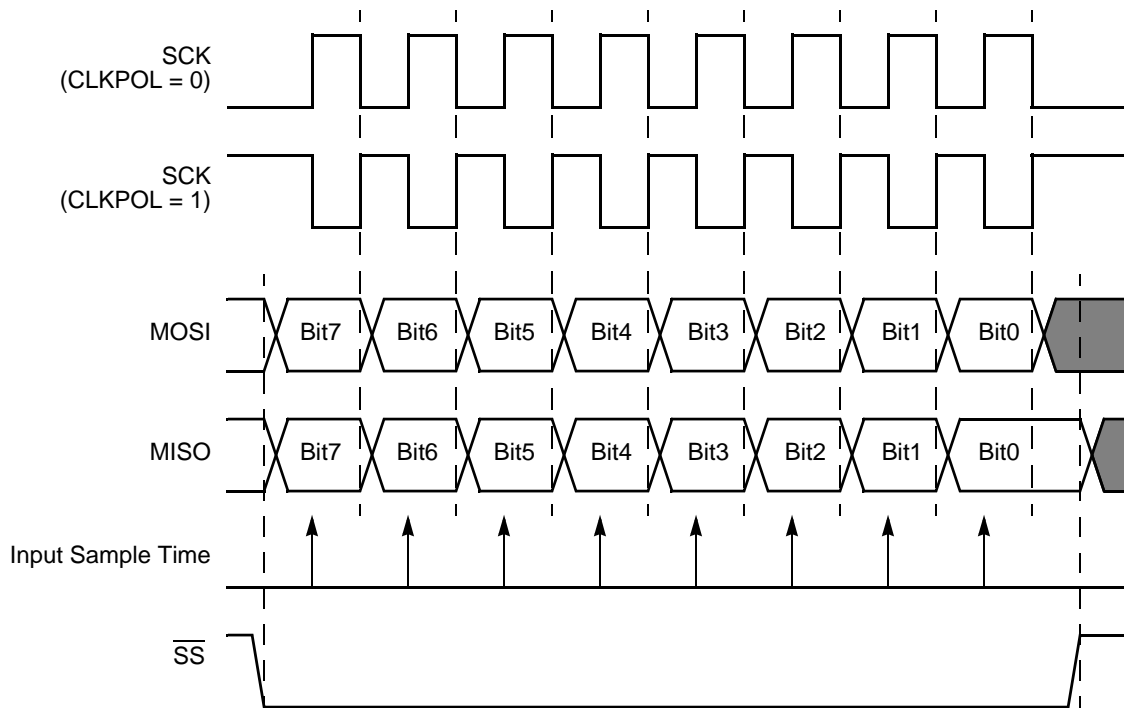 SCK
(CLKPOL = 0)
SCK
(CLKPOL = 1)
MOSI
Bit7 Bit6 Bit5 Bit4 Bit3 Bit2 Bit1 Bit0
MISO
Bit7 Bit6 Bit5 Bit4 Bit3 Bit2 Bit1 Bit0
Input Sample Time
SS